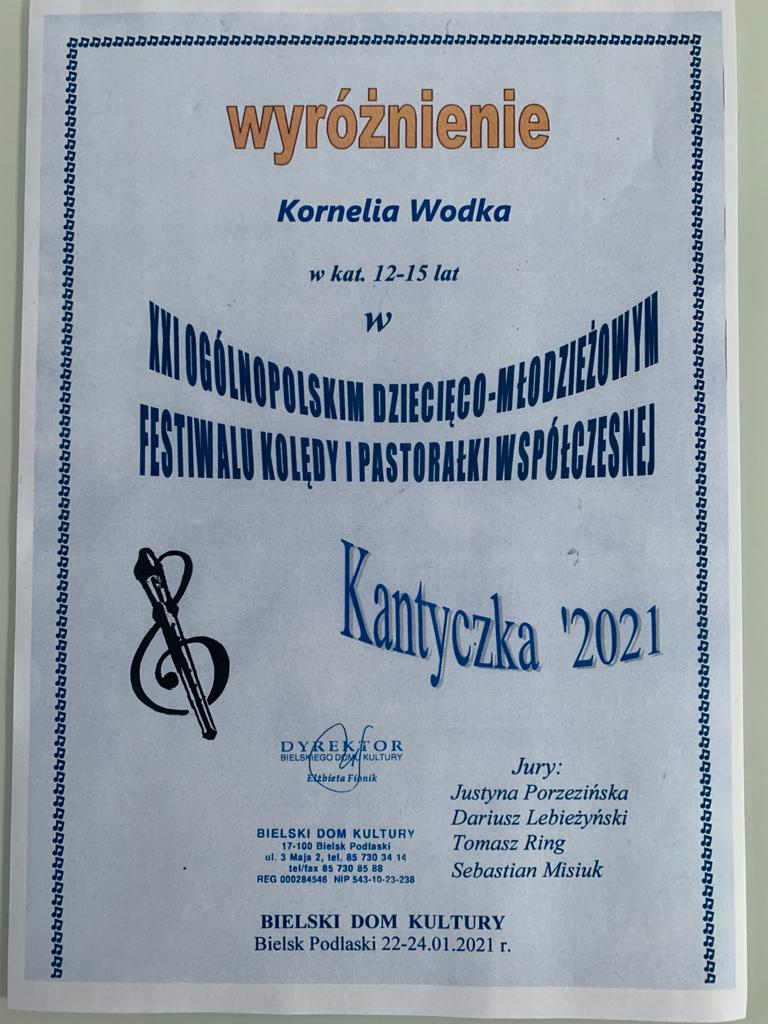 wyróżnienie
Kornelia Wodka
w kat. 12-15 lat
w
XXI OGÓLNOPOLSKIM DZIECIĘCO-MŁODZIEŻOWYM
FESTIWALU KOLĘDY I PASTORAŁKI WSPÓŁCZESNEJ
Kantyczka '2021
DYREKTOR
BIELSKIEGO DOMU KULTURY
Elżbieta Fionik
BIELSKI DOM KULTURY
17-100 Bielsk Podlaski
ul. 3 Maja 2, tel. 85 730 34 14
tel/fax 85 730 85 88
REG 000284546 NIP 543-10-23-238
Jury:
Justyna Porzezińska
Dariusz Lebieżyński
Tomasz Ring
Sebastian Misiuk
BIELSKI DOM KULTURY
Bielsk Podlaski 22-24.01.2021 r.